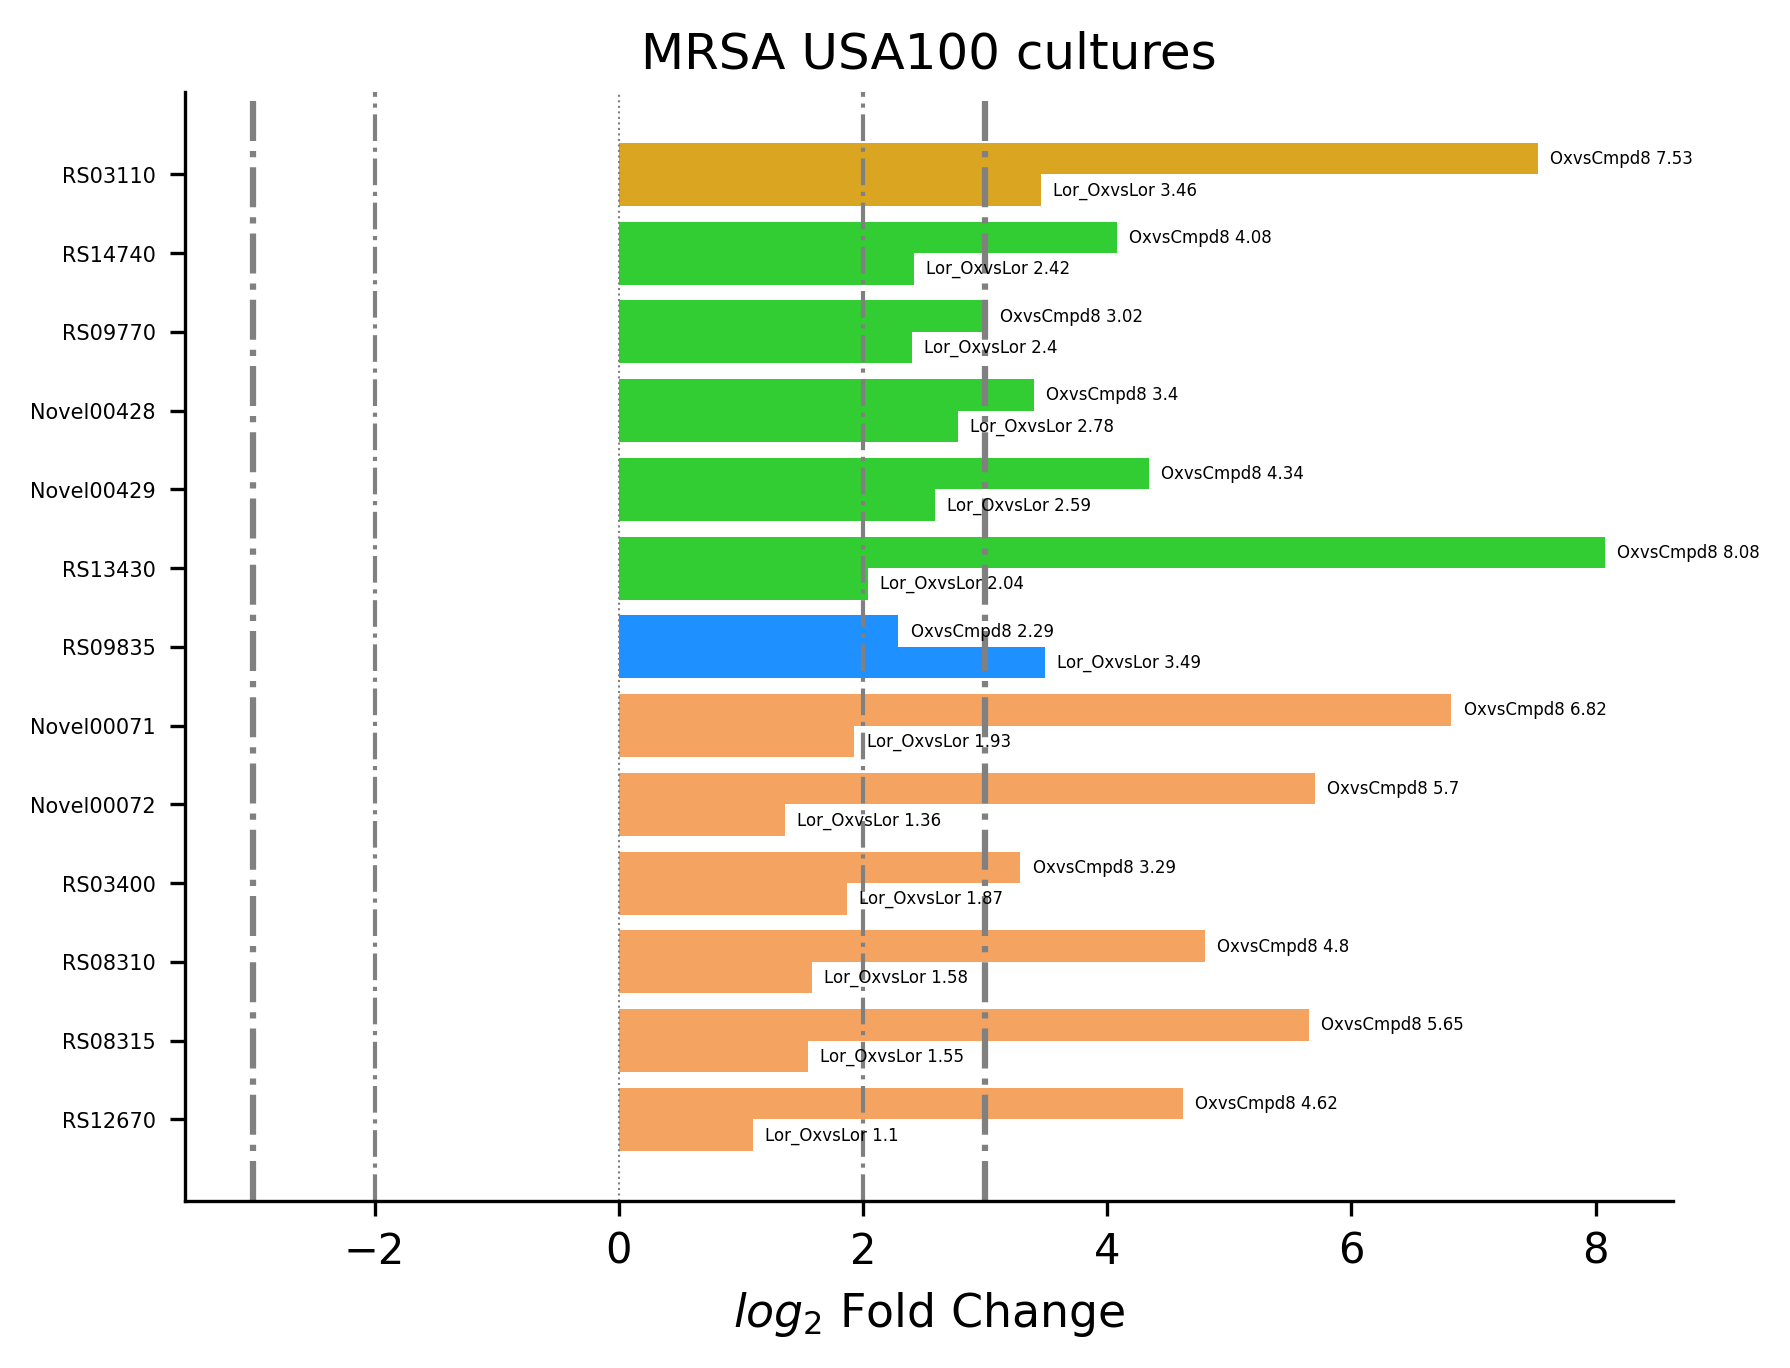 MRSA USA100 cultures
RS03110
OxvsCmpd8 7.53
Lor_OxvsLor 3.46
RS14740
OxvsCmpd8 4.08
Lor_OxvsLor 2.42
RS09770
OxvsCmpd8 3.02
Lor_OxvsLor 2.4
Novel00428
OxvsCmpd8 3.4
Lor_OxvsLor 2.78
Novel00429
OxvsCmpd8 4.34
Lor_OxvsLor 2.59
RS13430
OxvsCmpd8 8.08
Lor_OxvsLor 2.04
RS09835
OxvsCmpd8 2.29
Lor_OxvsLor 3.49
Novel00071
OxvsCmpd8 6.82
Lor_OxvsLor 1.93
Novel00072
OxvsCmpd8 5.7
Lor_OxvsLor 1.36
RS03400
OxvsCmpd8 3.29
Lor_OxvsLor 1.87
RS08310
OxvsCmpd8 4.8
Lor_OxvsLor 1.58
RS08315
OxvsCmpd8 5.65
Lor_OxvsLor 1.55
RS12670
OxvsCmpd8 4.62
Lor_OxvsLor 1.1
−2 0 2 4 6 8
log₂ Fold Change